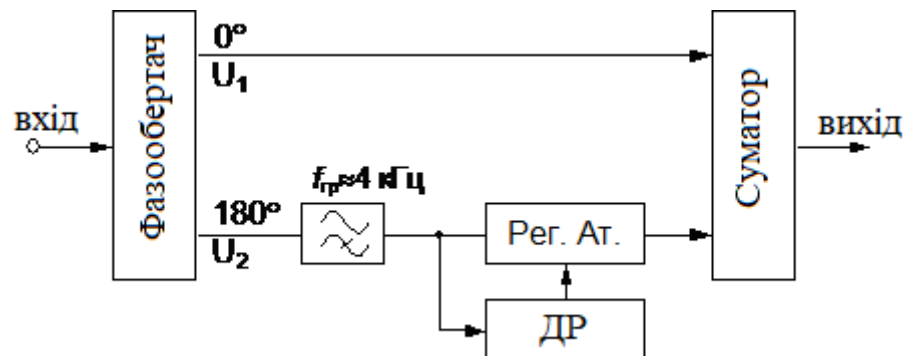 вхід
Фазообертач
0°
U₁
180°
U₂
fгр≈4 кГц
Рег. Ат.
ДР
Суматор
вихід